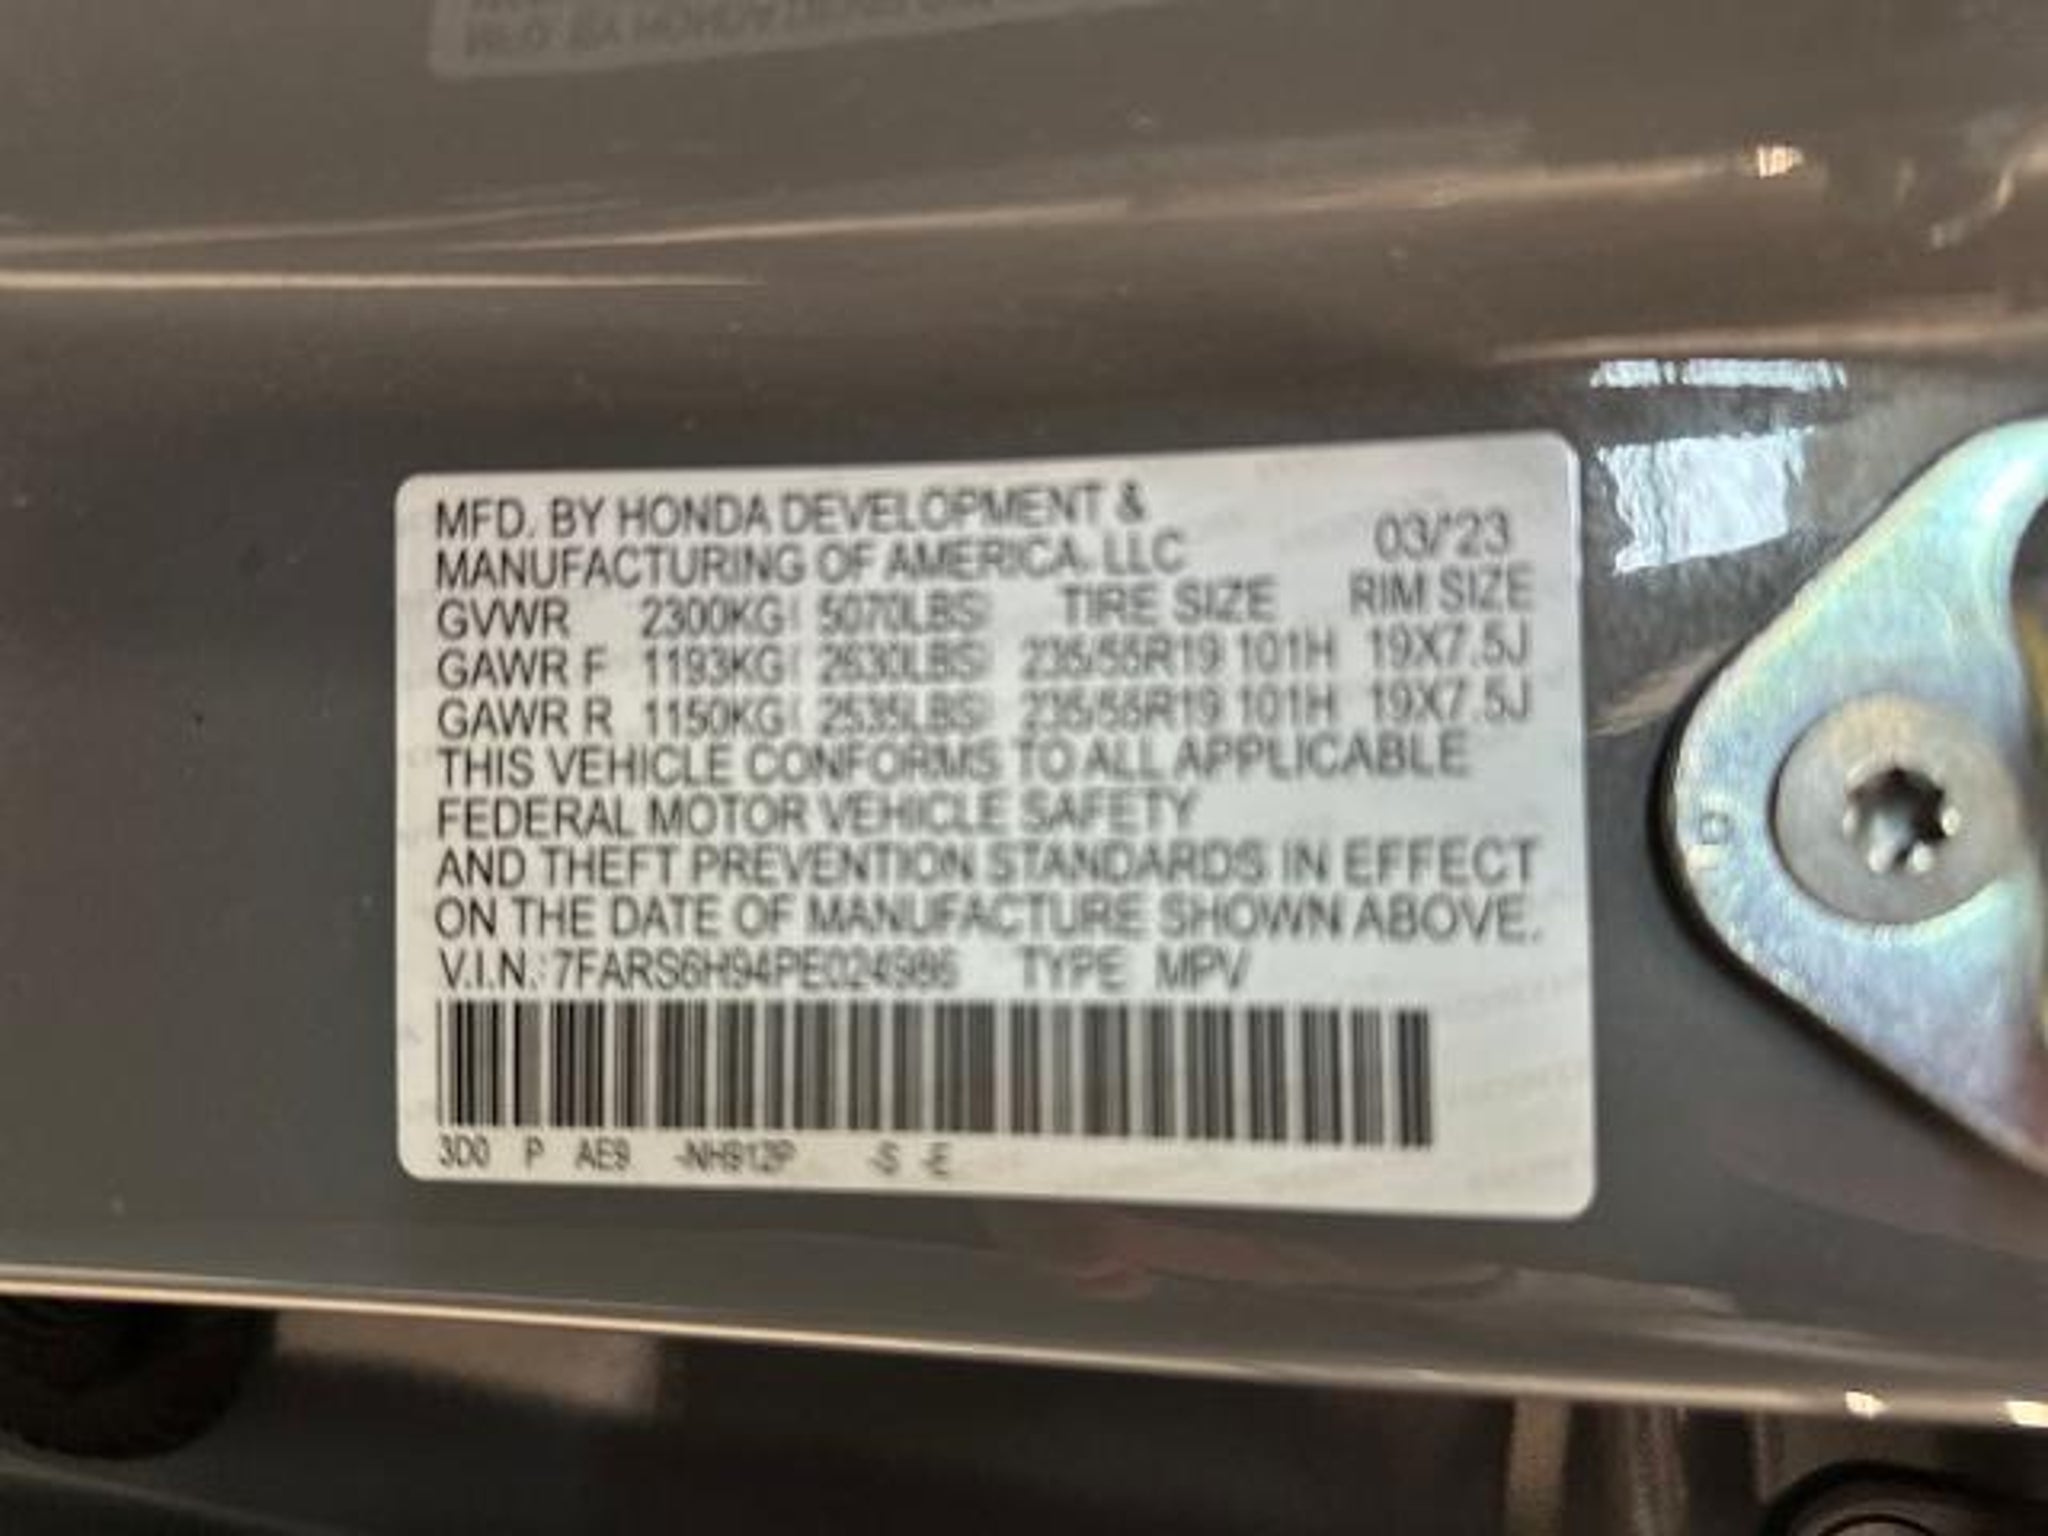 MFD. BY HONDA DEVELOPMENT &
MANUFACTURING OF AMERICA, LLC 03/'23
GVWR 2300KG( 5070LBS) TIRE SIZE RIM SIZE
GAWR F 1193KG( 2630LBS) 235/55R19 101H 19X7.5J
GAWR R 1150KG( 2535LBS) 235/55R19 101H 19X7.5J
THIS VEHICLE CONFORMS TO ALL APPLICABLE
FEDERAL MOTOR VEHICLE SAFETY
AND THEFT PREVENTION STANDARDS IN EFFECT
ON THE DATE OF MANUFACTURE SHOWN ABOVE.
V.I.N.: 7FARS6H94PE024986 TYPE MPV
3D0 P AE9 -NH912P -S -E